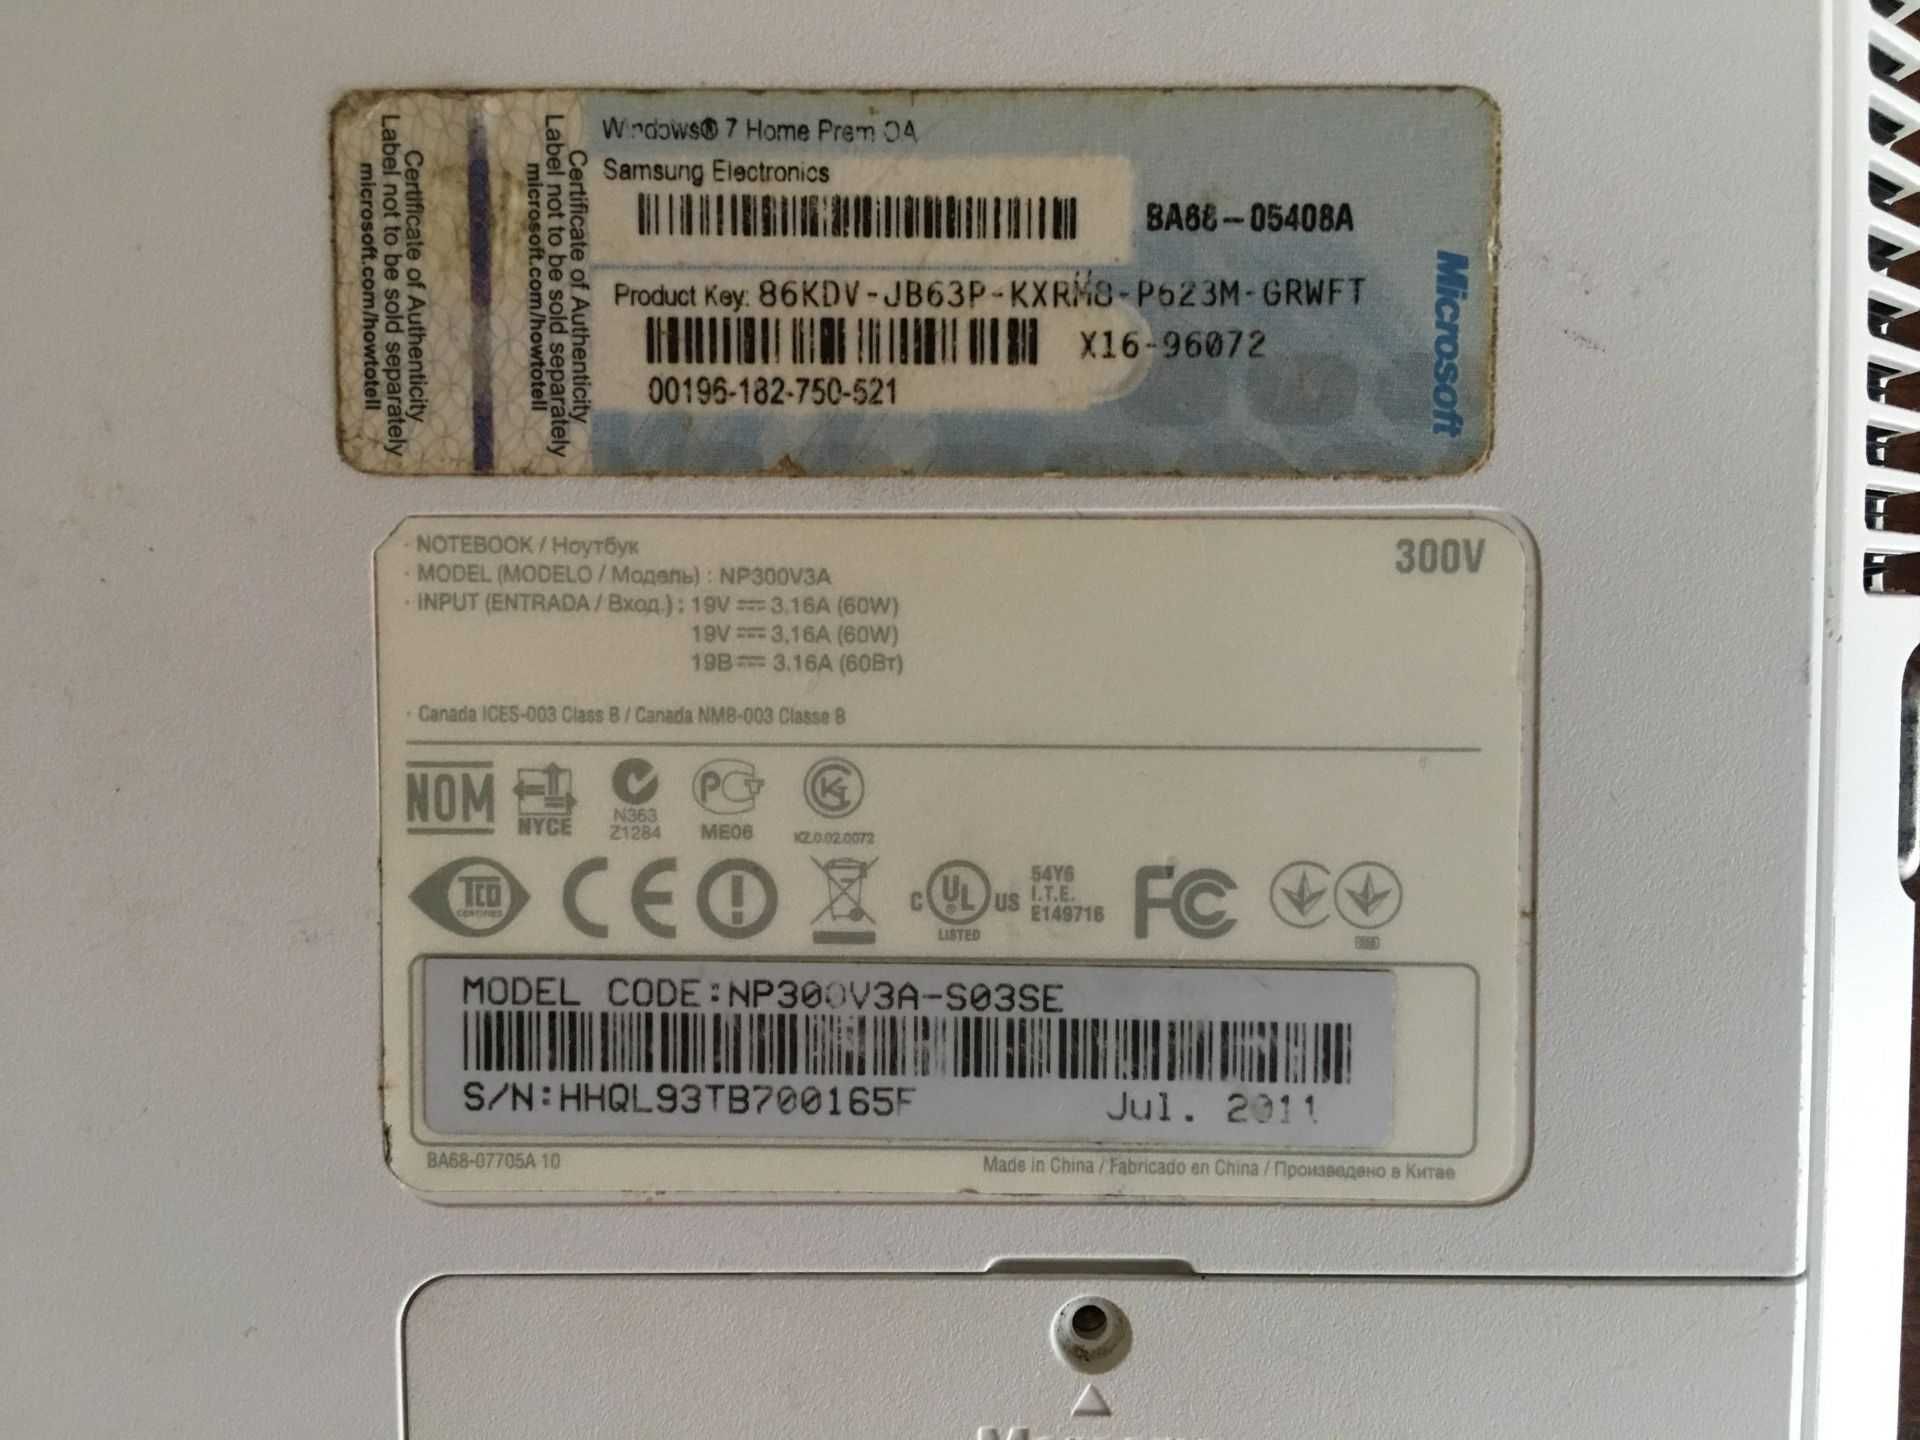 Certificate of Authenticity
Label not to be sold separately
microsoft.com/howtotell
Certificate of Authenticity
Label not to be sold separately
microsoft.com/howtotell
Windows® 7 Home Prem OA
Samsung Electronics
BA68-05408A
Product Key: 86KDV-JB63P-KXRM8-P623M-GRWFT
X16-96072
00196-182-750-521
Microsoft
· NOTEBOOK / Ноутбук
300V
· MODEL (MODELO / Модель) : NP300V3A
· INPUT (ENTRADA / Вход.) : 19V 3.16A (60W)
19V 3.16A (60W)
19В 3.16A (60Вт)
· Canada ICES-003 Class B / Canada NMB-003 Classe B
NOM
NYCE
N363
Z1284
РСТ
ME06
KZ.0.02.0072
TCO
CERTIFIED
CE
C UL US
LISTED
54Y6
I.T.E.
E149716
FC
MODEL CODE:NP300V3A-S03SE
S/N:HHQL93TB700165F
Jul. 2011
BA68-07705A 10
Made in China / Fabricado en China / Произведено в Китае